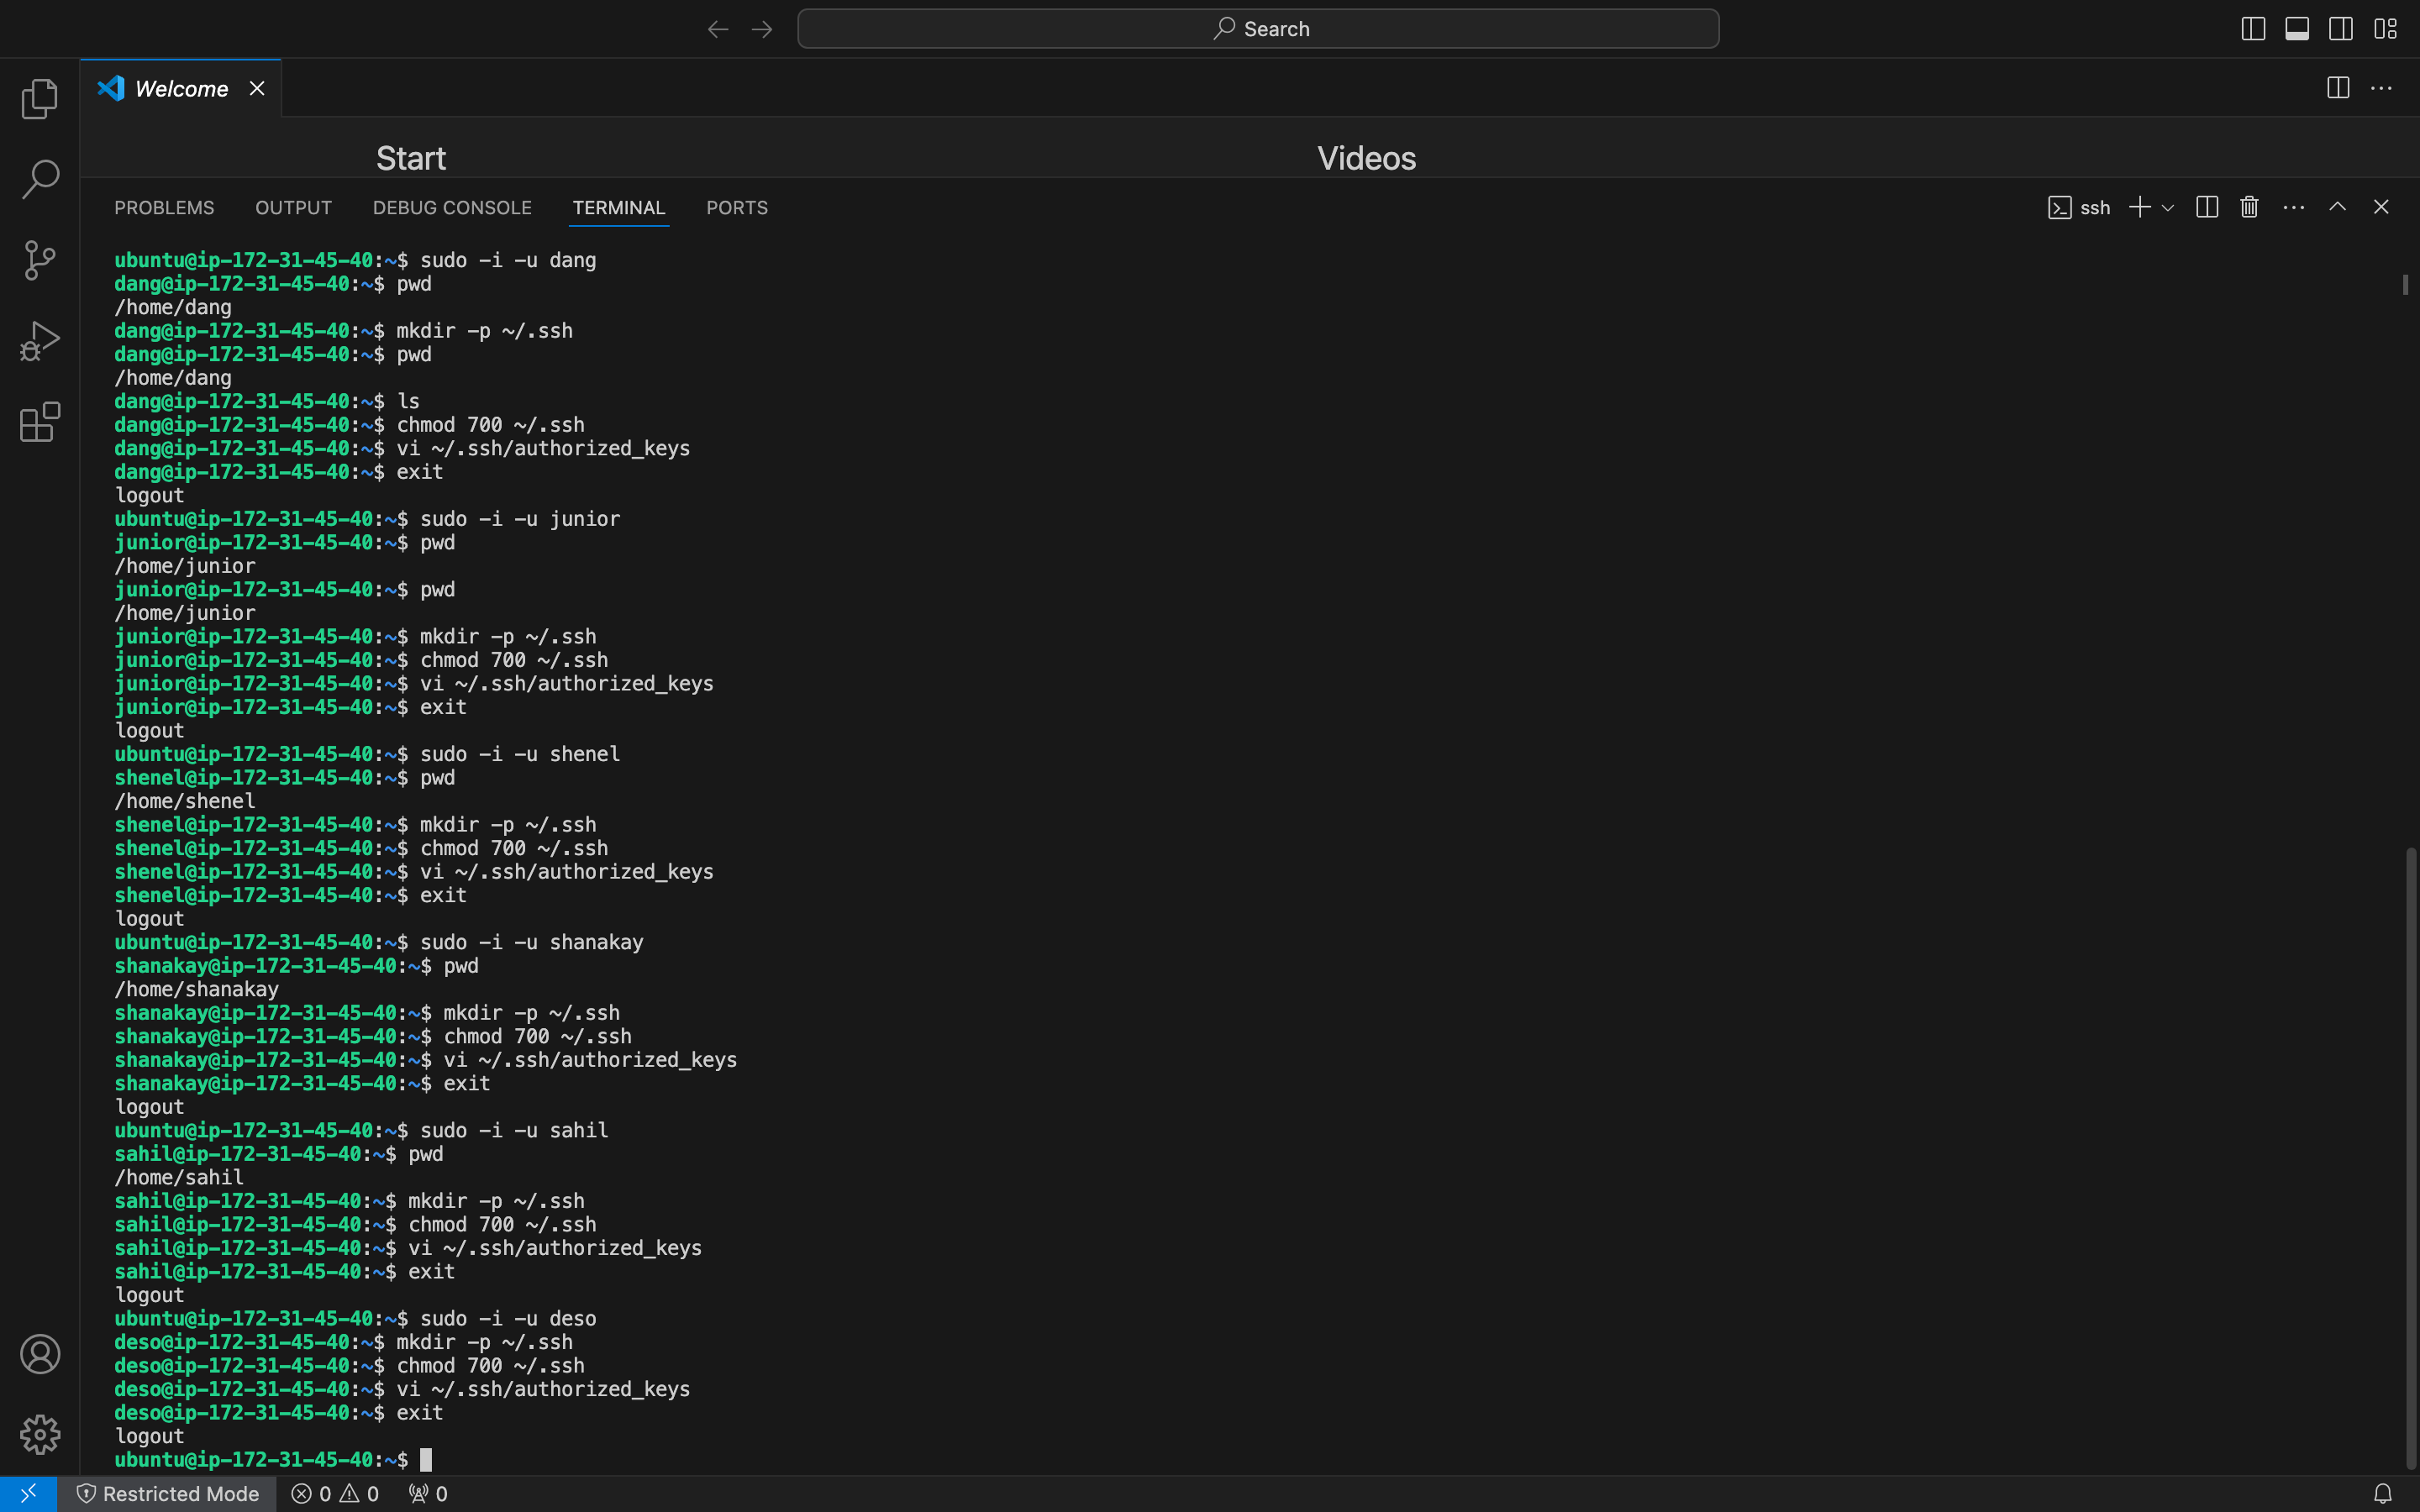 Search
Welcome
Start
Videos
PROBLEMS OUTPUT DEBUG CONSOLE TERMINAL PORTS
ssh
ubuntu@ip-172-31-45-40:~$ sudo -i -u dang
dang@ip-172-31-45-40:~$ pwd
/home/dang
dang@ip-172-31-45-40:~$ mkdir -p ~/.ssh
dang@ip-172-31-45-40:~$ pwd
/home/dang
dang@ip-172-31-45-40:~$ ls
dang@ip-172-31-45-40:~$ chmod 700 ~/.ssh
dang@ip-172-31-45-40:~$ vi ~/.ssh/authorized_keys
dang@ip-172-31-45-40:~$ exit
logout
ubuntu@ip-172-31-45-40:~$ sudo -i -u junior
junior@ip-172-31-45-40:~$ pwd
/home/junior
junior@ip-172-31-45-40:~$ pwd
/home/junior
junior@ip-172-31-45-40:~$ mkdir -p ~/.ssh
junior@ip-172-31-45-40:~$ chmod 700 ~/.ssh
junior@ip-172-31-45-40:~$ vi ~/.ssh/authorized_keys
junior@ip-172-31-45-40:~$ exit
logout
ubuntu@ip-172-31-45-40:~$ sudo -i -u shenel
shenel@ip-172-31-45-40:~$ pwd
/home/shenel
shenel@ip-172-31-45-40:~$ mkdir -p ~/.ssh
shenel@ip-172-31-45-40:~$ chmod 700 ~/.ssh
shenel@ip-172-31-45-40:~$ vi ~/.ssh/authorized_keys
shenel@ip-172-31-45-40:~$ exit
logout
ubuntu@ip-172-31-45-40:~$ sudo -i -u shanakay
shanakay@ip-172-31-45-40:~$ pwd
/home/shanakay
shanakay@ip-172-31-45-40:~$ mkdir -p ~/.ssh
shanakay@ip-172-31-45-40:~$ chmod 700 ~/.ssh
shanakay@ip-172-31-45-40:~$ vi ~/.ssh/authorized_keys
shanakay@ip-172-31-45-40:~$ exit
logout
ubuntu@ip-172-31-45-40:~$ sudo -i -u sahil
sahil@ip-172-31-45-40:~$ pwd
/home/sahil
sahil@ip-172-31-45-40:~$ mkdir -p ~/.ssh
sahil@ip-172-31-45-40:~$ chmod 700 ~/.ssh
sahil@ip-172-31-45-40:~$ vi ~/.ssh/authorized_keys
sahil@ip-172-31-45-40:~$ exit
logout
ubuntu@ip-172-31-45-40:~$ sudo -i -u deso
deso@ip-172-31-45-40:~$ mkdir -p ~/.ssh
deso@ip-172-31-45-40:~$ chmod 700 ~/.ssh
deso@ip-172-31-45-40:~$ vi ~/.ssh/authorized_keys
deso@ip-172-31-45-40:~$ exit
logout
ubuntu@ip-172-31-45-40:~$
Restricted Mode 0 0 0